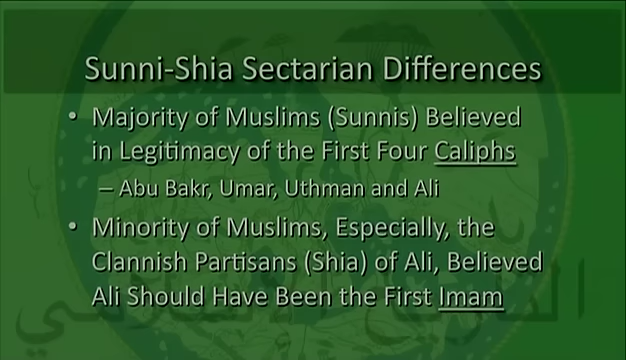 Sunni-Shia Sectarian Differences
• Majority of Muslims (Sunnis) Believed
in Legitimacy of the First Four Caliphs
– Abu Bakr, Umar, Uthman and Ali
• Minority of Muslims, Especially, the
Clannish Partisans (Shia) of Ali, Believed
Ali Should Have Been the First Imam